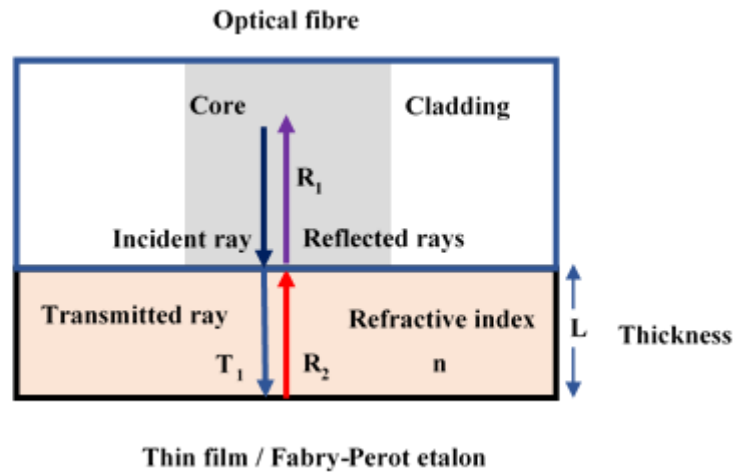 Optical fibre
Core
Cladding
R1
Incident ray
Reflected rays
Transmitted ray
Refractive index
L
Thickness
T1
R2
n
Thin film / Fabry-Perot etalon